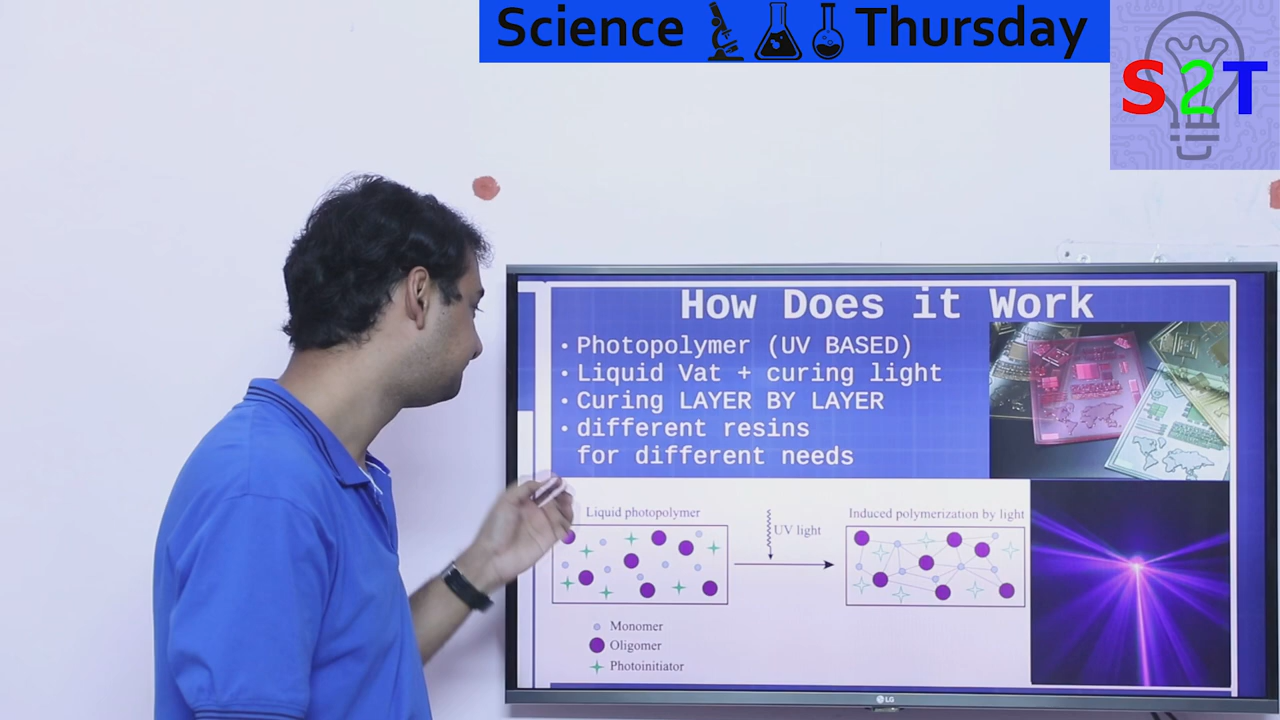 Science Thursday
S2T
How Does it Work
• Photopolymer (UV BASED)
• Liquid Vat + curing light
• Curing LAYER BY LAYER
• different resins
for different needs
Liquid photopolymer
UV light
Induced polymerization by light
Monomer
Oligomer
Photoinitiator
LG